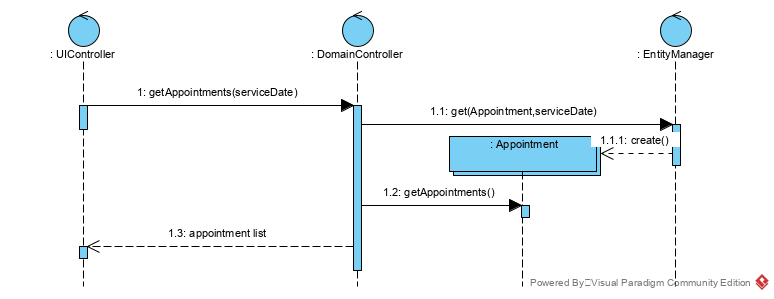 : UIController
: DomainController
: EntityManager
1: getAppointments(serviceDate)
1.1: get(Appointment,serviceDate)
: Appointment
1.1.1: create()
1.2: getAppointments()
1.3: appointment list
Powered By Visual Paradigm Community Edition